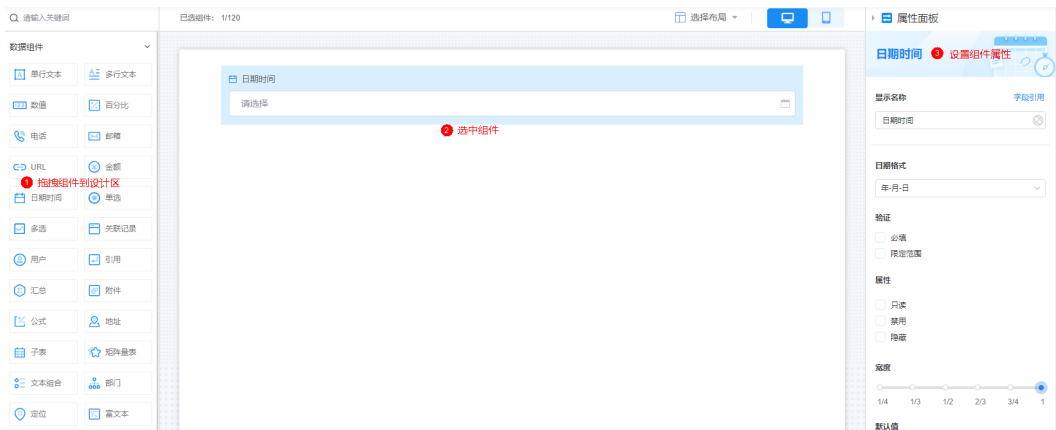 请输入关键词
已选组件： 1/120
选择布局
属性面板
数据组件
单行文本
多行文本
数值
百分比
电话
邮箱
URL
金额
1 拖拽组件到设计区
日期时间
单选
多选
关联记录
用户
引用
汇总
附件
公式
地址
子表
矩阵量表
文本组合
部门
定位
富文本
日期时间
请选择
2 选中组件
日期时间
3 设置组件属性
显示名称
字段引用
日期时间
日期格式
年-月-日
验证
必填
限定范围
属性
只读
禁用
隐藏
宽度
1/4 1/3 1/2 2/3 3/4 1
默认值